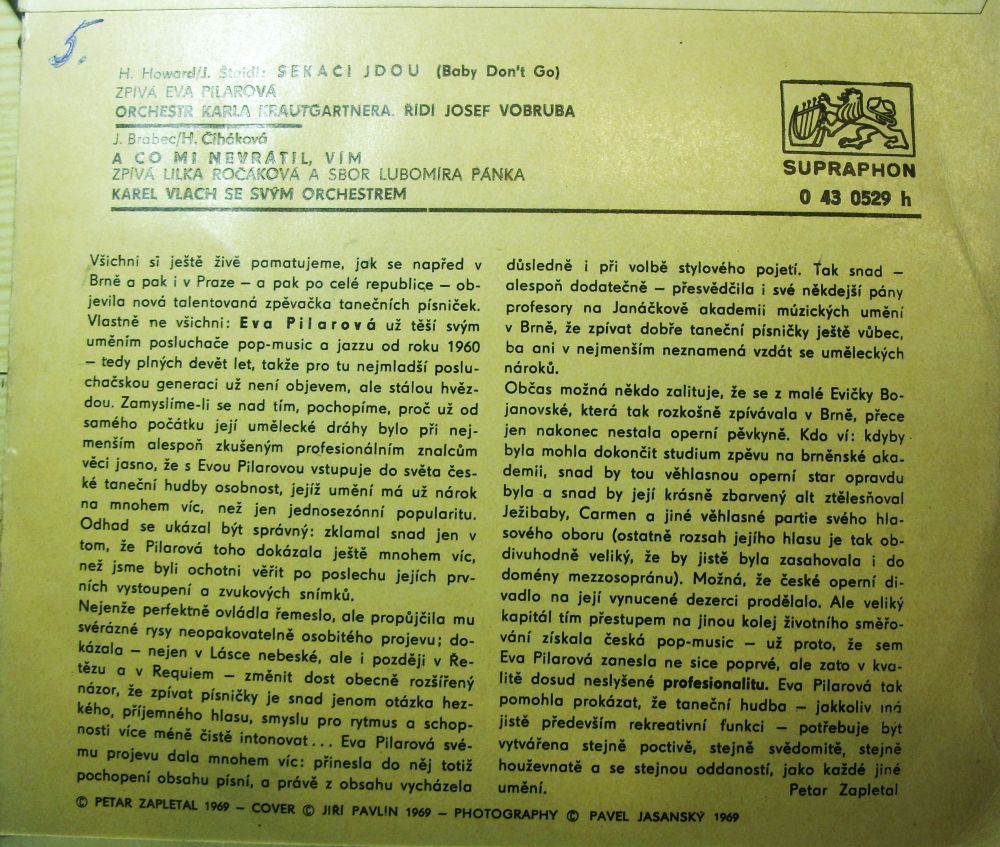 5.
H. Howard/J. Štaidl: SEKÁČI JDOU (Baby Don't Go)
ZPÍVÁ EVA PILAROVÁ
ORCHESTR KARLA KRAUTGARTNERA. ŘÍDÍ JOSEF VOBRUBA
J. Brabec/H. Čiháková
A CO MI NEVRÁTIL, VÍM
ZPÍVÁ LILKA ROČÁKOVÁ A SBOR LUBOMÍRA PÁNKA
KAREL VLACH SE SVÝM ORCHESTREM
SUPRAPHON
0 43 0529 h
Všichni si ještě živě pamatujeme, jak se napřed v
Brně a pak i v Praze – a pak po celé republice – ob-
jevila nová talentovaná zpěvačka tanečních písniček.
Vlastně ne všichni: Eva Pilarová už těší svým
uměním posluchače pop-music a jazzu od roku 1960
– tedy plných devět let, takže pro tu nejmladší poslu-
chačskou generaci už není objevem, ale stálou hvěz-
dou. Zamyslíme-li se nad tím, pochopíme, proč už od
samého počátku její umělecké dráhy bylo při nej-
menším alespoň zkušeným profesionálním znalcům
věci jasno, že s Evou Pilarovou vstupuje do světa čes-
ké taneční hudby osobnost, jejíž umění má už nárok
na mnohem víc, než jen jednosezónní popularitu.
Odhad se ukázal být správný: zklamal snad jen v
tom, že Pilarová toho dokázala ještě mnohem víc,
než jsme byli ochotni věřit po poslechu jejích prv-
ních vystoupení a zvukových snímků.
Nejenže perfektně ovládla řemeslo, ale propůjčila mu
svérázné rysy neopakovatelně osobitého projevu; do-
kázala – nejen v Lásce nebeské, ale i později v Ře-
tězu a v Requiem – změnit dost obecně rozšířený
názor, že zpívat písničky je snad jenom otázka hez-
kého, příjemného hlasu, smyslu pro rytmus a schop-
nosti více méně čistě intonovat... Eva Pilarová své-
mu projevu dala mnohem víc: přinesla do něj totiž
pochopení obsahu písní, a právě z obsahu vycházela
důsledně i při volbě stylového pojetí. Tak snad –
alespoň dodatečně – přesvědčila i své někdejší pány
profesory na Janáčkově akademii múzických umění
v Brně, že zpívat dobře taneční písničky ještě vůbec,
ba ani v nejmenším neznamená vzdát se uměleckých
nároků.
Občas možná někdo zalituje, že se z malé Evičky Bo-
janovské, která tak rozkošně zpívávala v Brně, přece
jen nakonec nestala operní pěvkyně. Kdo ví: kdyby
byla mohla dokončit studium zpěvu na brněnské aka-
demii, snad by tou věhlasnou operní star opravdu
byla a snad by její krásně zbarvený alt ztělesňoval
Ježibaby, Carmen a jiné věhlasné partie svého hla-
sového oboru (ostatně rozsah jejího hlasu je tak ob-
divuhodně veliký, že by jistě byla zasahovala i do
domény mezzosopránu). Možná, že české operní di-
vadlo na její vynucené dezerci prodělalo. Ale veliký
kapitál tím přestupem na jinou kolej životního směřo-
vání získala česká pop-music – už proto, že sem
Eva Pilarová zanesla ne sice poprvé, ale zato v kva-
litě dosud neslyšené profesionalitu. Eva Pilarová tak
pomohla prokázat, že taneční hudba – jakkoliv má
jistě především rekreativní funkci – potřebuje být
vytvářena stejně poctivě, stejně svědomitě, stejně
houževnatě a se stejnou oddaností, jako každé jiné
umění.
Petar Zapletal
© PETAR ZAPLETAL 1969 – COVER © JIŘÍ PAVLÍN 1969 – PHOTOGRAPHY © PAVEL JASANSKÝ 1969